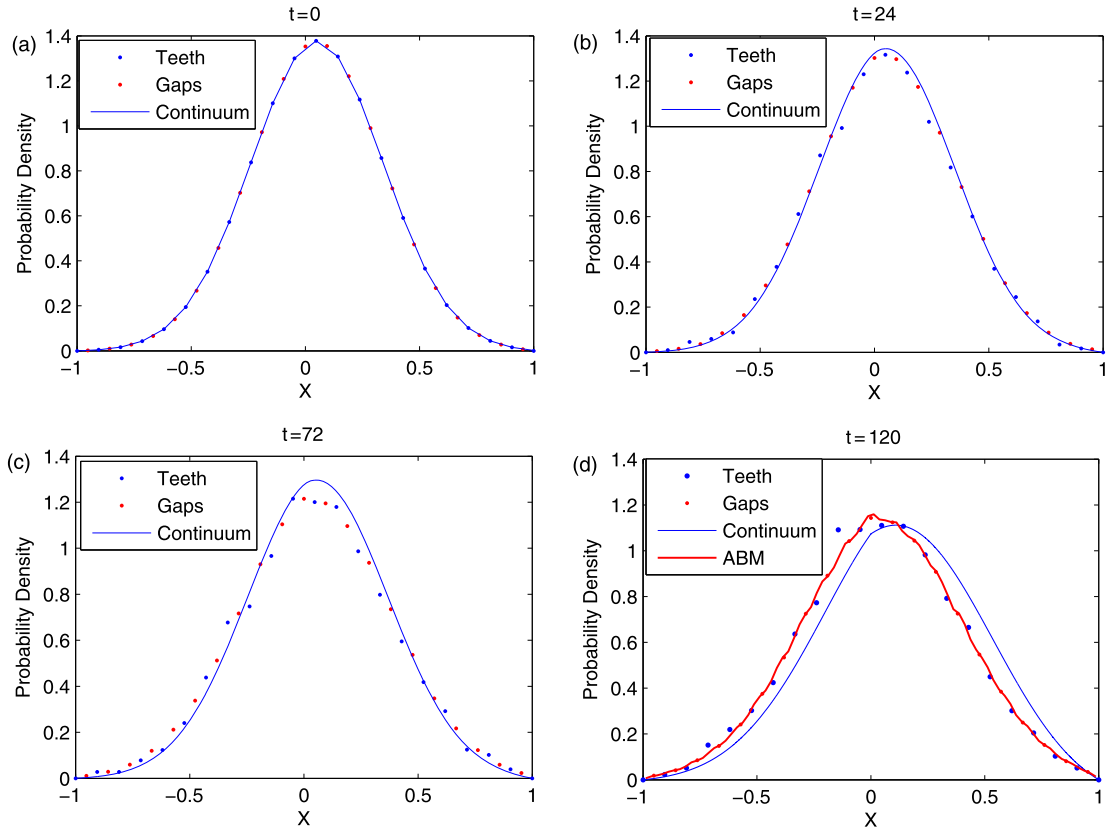 t=0
(a)
Teeth
Gaps
Continuum
Probability Density
1.4
1.2
1
0.8
0.6
0.4
0.2
0
−1
−0.5
0
0.5
1
X
t=24
(b)
Teeth
Gaps
Continuum
Probability Density
1.4
1.2
1
0.8
0.6
0.4
0.2
0
−1
−0.5
0
0.5
1
X
t=72
(c)
Teeth
Gaps
Continuum
Probability Density
1.4
1.2
1
0.8
0.6
0.4
0.2
0
−1
−0.5
0
0.5
1
X
t=120
(d)
Teeth
Gaps
Continuum
ABM
Probability Density
1.4
1.2
1
0.8
0.6
0.4
0.2
0
−1
−0.5
0
0.5
1
X